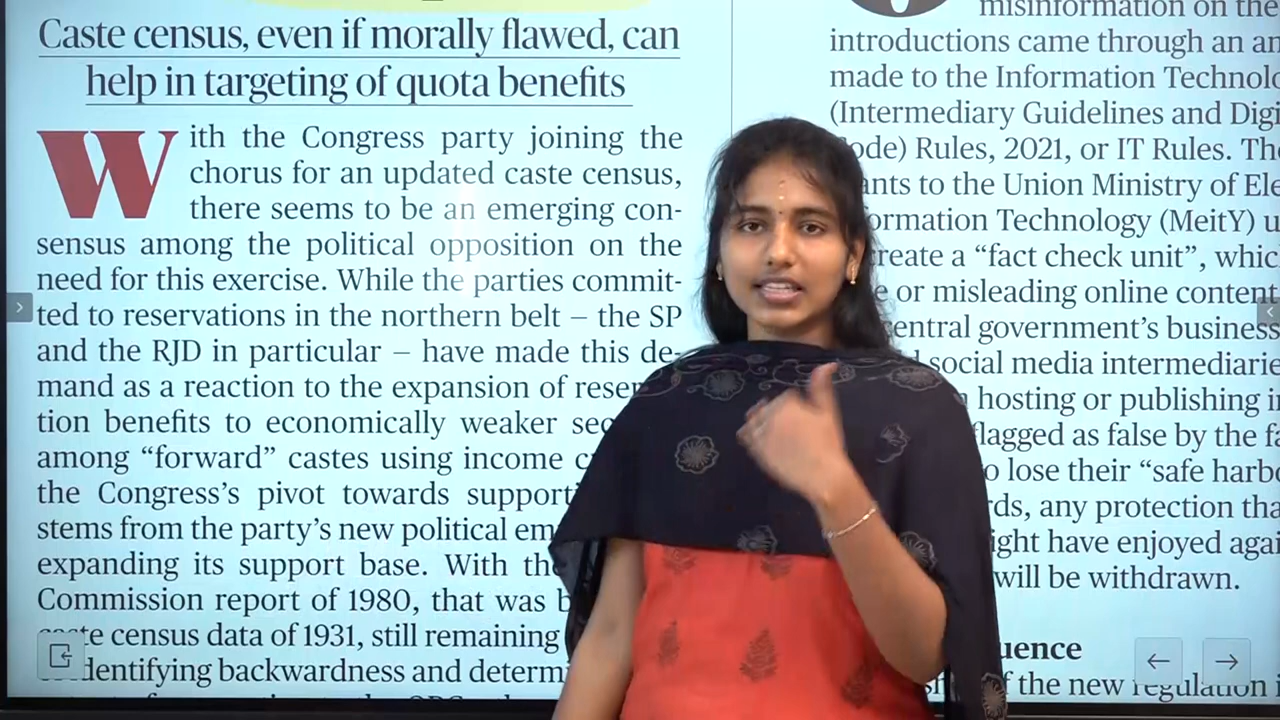 Caste census, even if morally flawed, can
help in targeting of quota benefits
With the Congress party joining the
chorus for an updated caste census,
there seems to be an emerging con-
sensus among the political opposition on the
need for this exercise. While the parties commit-
ted to reservations in the northern belt – the SP
and the RJD in particular – have made this de-
mand as a reaction to the expansion of reser
tion benefits to economically weaker sec
among “forward” castes using income c
the Congress’s pivot towards supporti
stems from the party’s new political em
expanding its support base. With the
Commission report of 1980, that was b
census data of 1931, still remaining
identifying backwardness and determi
misinformation on the
introductions came through an am
made to the Information Technolo
(Intermediary Guidelines and Digi
ode) Rules, 2021, or IT Rules. The
ants to the Union Ministry of Ele
formation Technology (MeitY) u
create a “fact check unit”, whic
e or misleading online content
central government’s business
social media intermediarie
hosting or publishing i
flagged as false by the fa
o lose their “safe harbo
rds, any protection tha
ight have enjoyed agai
will be withdrawn.
uence
f the new regulation i